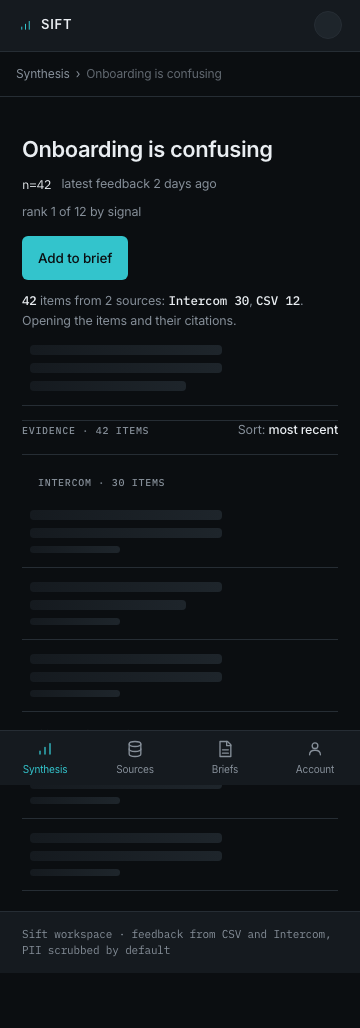 SIFT
Synthesis › Onboarding is confusing
Onboarding is confusing
n=42 latest feedback 2 days ago
rank 1 of 12 by signal
Add to brief
42 items from 2 sources: Intercom 30, CSV 12.
Opening the items and their citations.
EVIDENCE · 42 ITEMS Sort: most recent
INTERCOM · 30 ITEMS
Synthesis Sources Briefs Account
Sift workspace · feedback from CSV and Intercom,
PII scrubbed by default